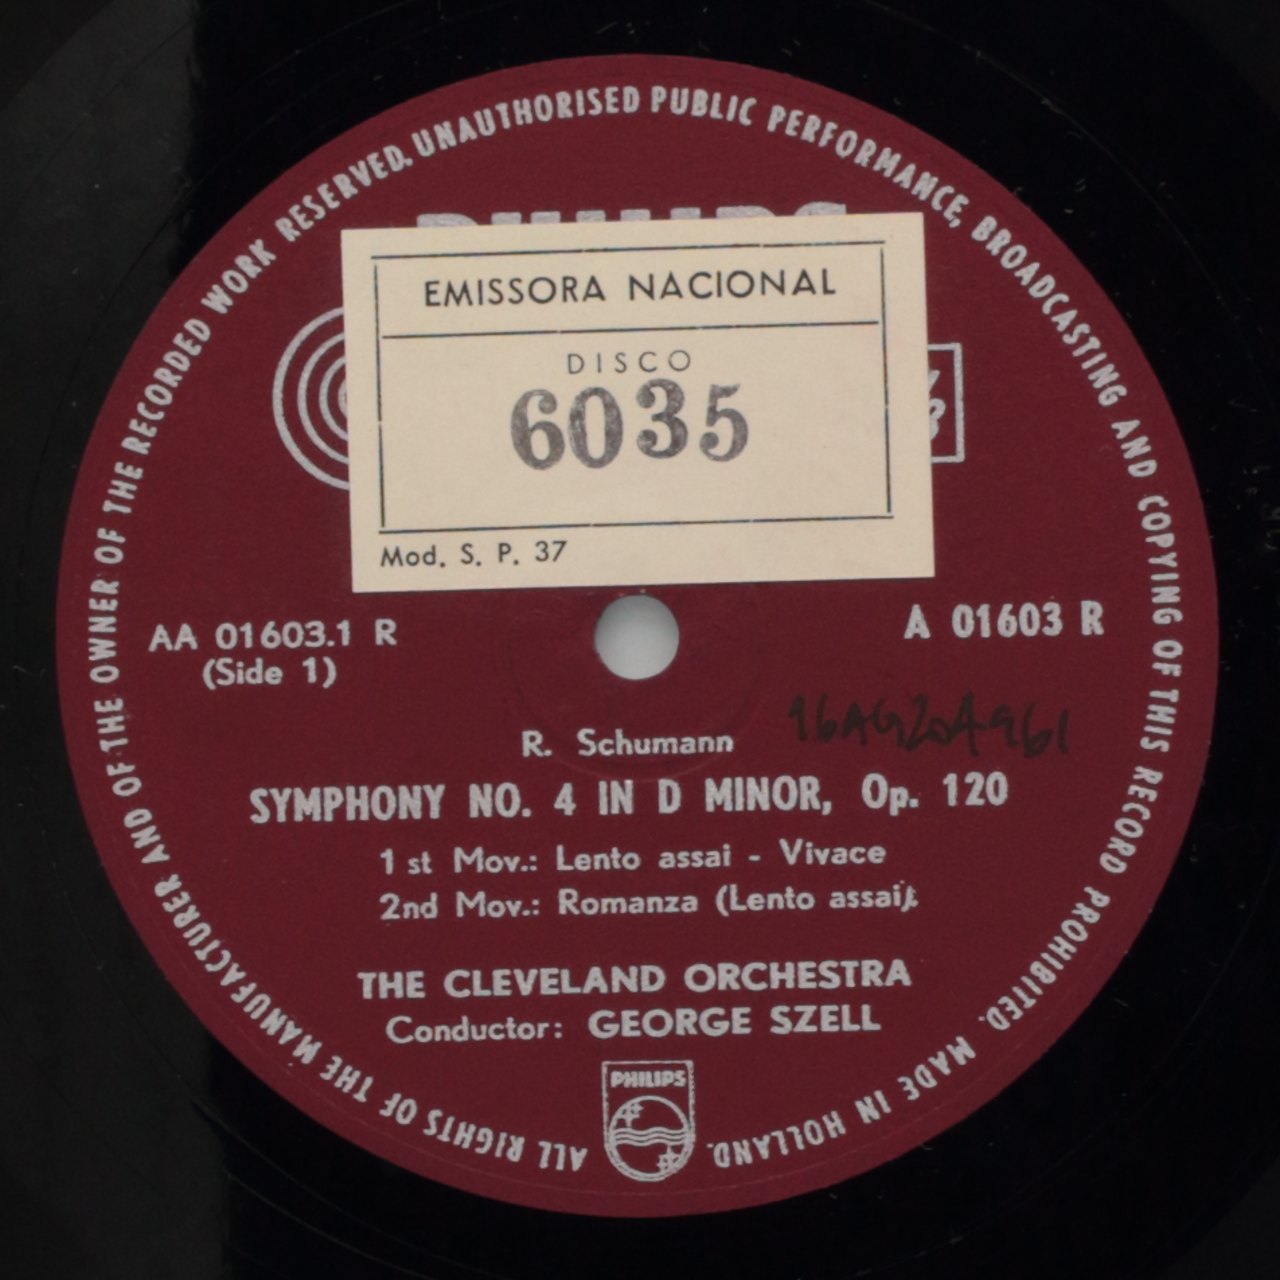 ALL RIGHTS OF THE MANUFACTURER AND OF THE OWNER OF THE RECORDED WORK RESERVED. UNAUTHORISED PUBLIC PERFORMANCE, BROADCASTING AND COPYING OF THIS RECORD PROHIBITED. MADE IN HOLLAND.
PHILIPS
EMISSORA NACIONAL
DISCO
6035
Mod. S. P. 37
AA 01603.1 R
(Side 1)
A 01603 R
R. Schumann
SYMPHONY NO. 4 IN D MINOR, Op. 120
1 st Mov.: Lento assai - Vivace
2nd Mov.: Romanza (Lento assai);
THE CLEVELAND ORCHESTRA
Conductor: GEORGE SZELL
PHILIPS